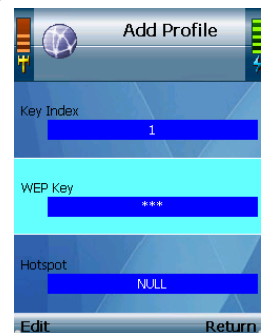 Add Profile
Key Index
1
WEP Key
***
Hotspot
NULL
Edit Return